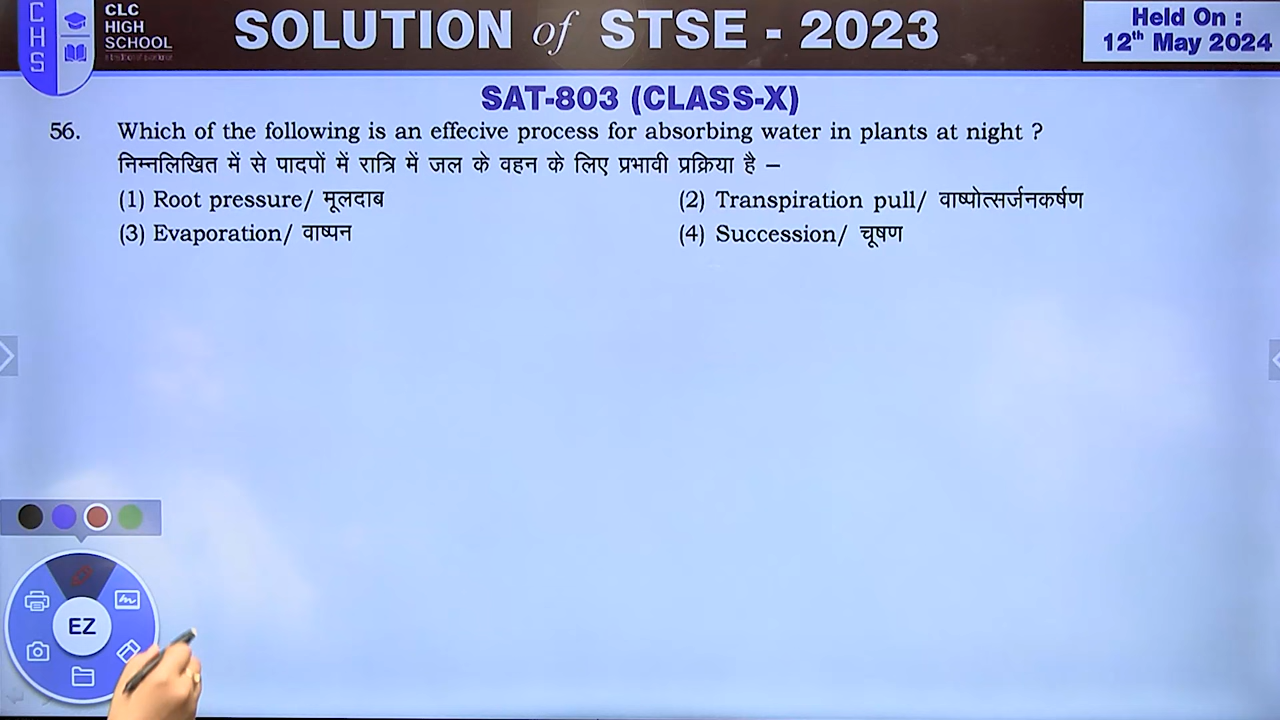 CHS
CLC
HIGH
SCHOOL
SOLUTION of STSE - 2023
Held On :
12th May 2024
SAT-803 (CLASS-X)
56. Which of the following is an effecive process for absorbing water in plants at night ?
निम्नलिखित में से पादपों में रात्रि में जल के वहन के लिए प्रभावी प्रक्रिया है –
(1) Root pressure/ मूलदाब (2) Transpiration pull/ वाष्पोत्सर्जनकर्षण
(3) Evaporation/ वाष्पन (4) Succession/ चूषण
EZ